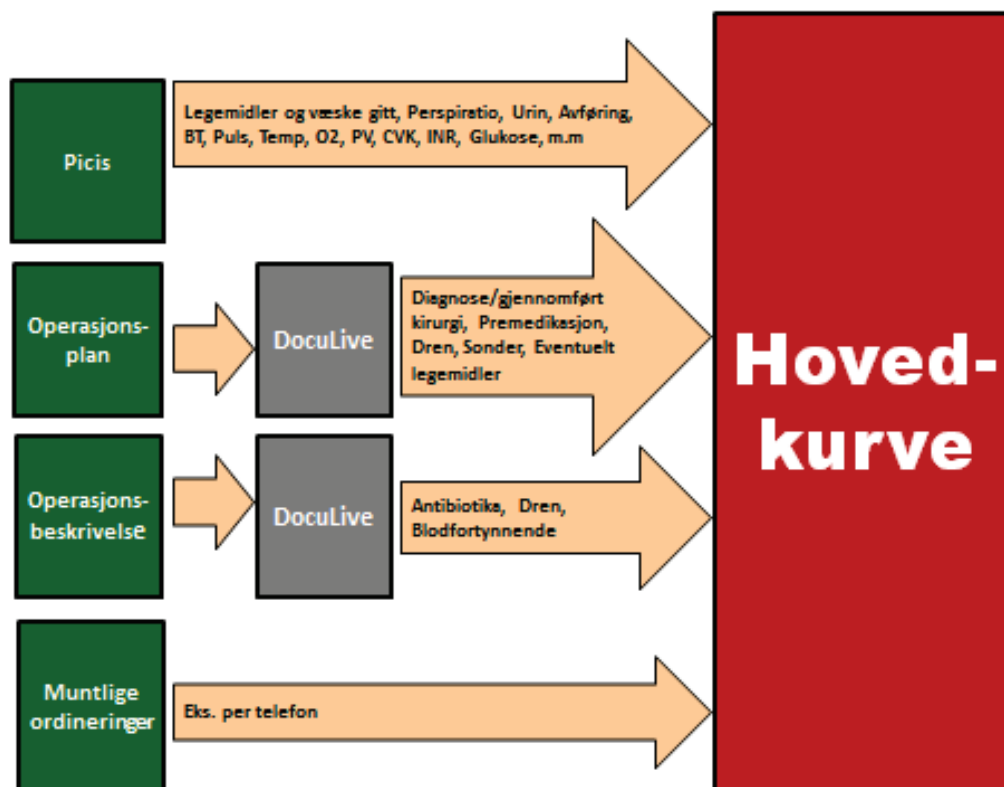 Picis
Legemidler og væske gitt, Perspiratio, Urin, Avføring,
BT, Puls, Temp, O2, PV, CVK, INR, Glukose, m.m
Operasjons-
plan
DocuLive
Diagnose/gjennomført
kirurgi, Premedikasjon,
Dren, Sonder, Eventuelt
legemidler
Operasjons-
beskrivelse
DocuLive
Antibiotika, Dren,
Blodfortynnende
Muntlige
ordineringer
Eks. per telefon
Hoved-
kurve